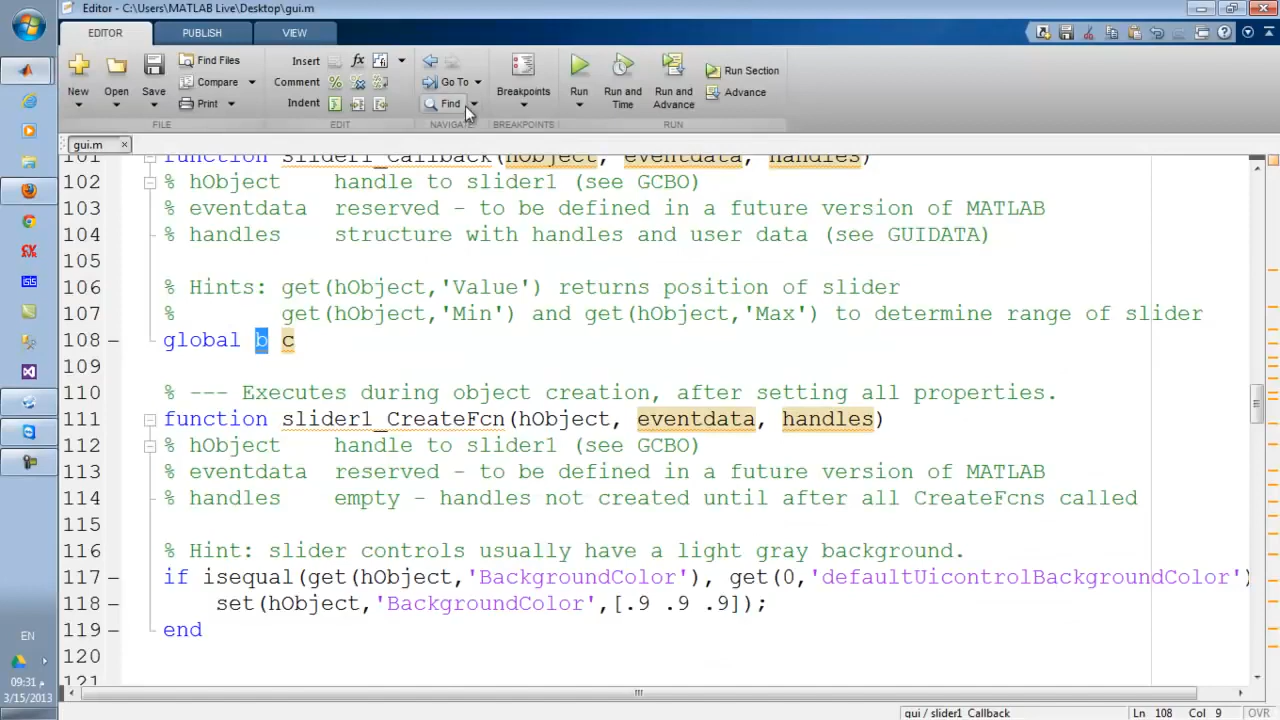 Editor - C:\Users\MATLAB Live\Desktop\gui.m
EDITOR PUBLISH VIEW
New Open Save
Find Files
Compare
Print
FILE
Insert
Comment
Indent
EDIT
Go To
Find
NAVIGATE
Breakpoints
BREAKPOINTS
Run
Run and Time
Run and Advance
Run Section
Advance
RUN
gui.m
101 function slider1_Callback(hObject, eventdata, handles)
102 % hObject    handle to slider1 (see GCBO)
103 % eventdata  reserved - to be defined in a future version of MATLAB
104 % handles    structure with handles and user data (see GUIDATA)
105
106 % Hints: get(hObject,'Value') returns position of slider
107 %        get(hObject,'Min') and get(hObject,'Max') to determine range of slider
108 global b c
109
110 % --- Executes during object creation, after setting all properties.
111 function slider1_CreateFcn(hObject, eventdata, handles)
112 % hObject    handle to slider1 (see GCBO)
113 % eventdata  reserved - to be defined in a future version of MATLAB
114 % handles    empty - handles not created until after all CreateFcns called
115
116 % Hint: slider controls usually have a light gray background.
117 if isequal(get(hObject,'BackgroundColor'), get(0,'defaultUicontrolBackgroundColor')
118     set(hObject,'BackgroundColor',[.9 .9 .9]);
119 end
120
121
EN
09:31 م
3/15/2013
gui / slider1_Callback
Ln 108 Col 9 OVR